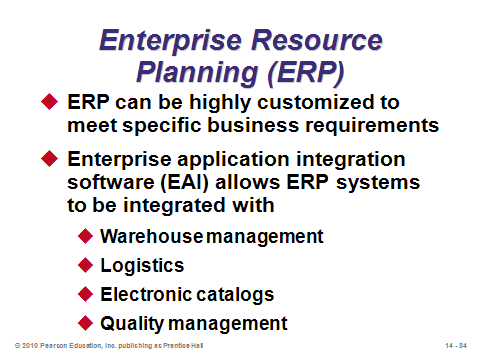 Enterprise Resource
Planning (ERP)
ERP can be highly customized to
meet specific business requirements
Enterprise application integration
software (EAI) allows ERP systems
to be integrated with
Warehouse management
Logistics
Electronic catalogs
Quality management
© 2010 Pearson Education, Inc. publishing as Prentice Hall
14 - 84